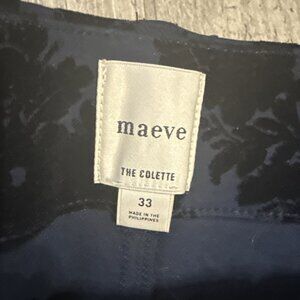 maeve
THE COLETTE
33
MADE IN THE
PHILIPPINES